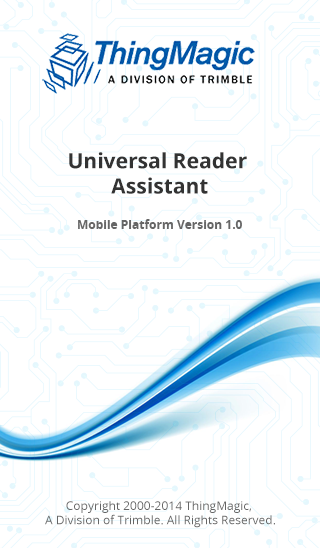 ThingMagic
A DIVISION OF TRIMBLE
Universal Reader
Assistant
Mobile Platform Version 1.0
Copyright 2000-2014 ThingMagic,
A Division of Trimble. All Rights Reserved.